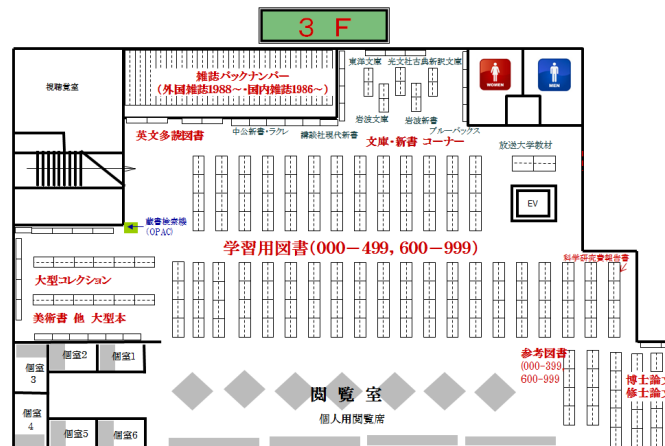 3 F
東洋文庫
光文社古典新訳文庫
視聴覚室
雑誌バックナンバー
(外国雑誌1988～・国内雑誌1986～)
WOMEN
MEN
岩波文庫
岩波新書
英文多読図書
中公新書・ラクレ
講談社現代新書
ブルーバックス
文庫・新書 コーナー
放送大学教材
EV
蔵書検索機
(OPAC)
学習用図書(000－499, 600－999)
科学研究費報告書
大型コレクション
美術書 他 大型本
個室2
個室1
個室
3
個室
4
個室5
個室6
参考図書
(000-399,
600-999
博士論文
修士論文
閲 覧 室
個人用閲覧席